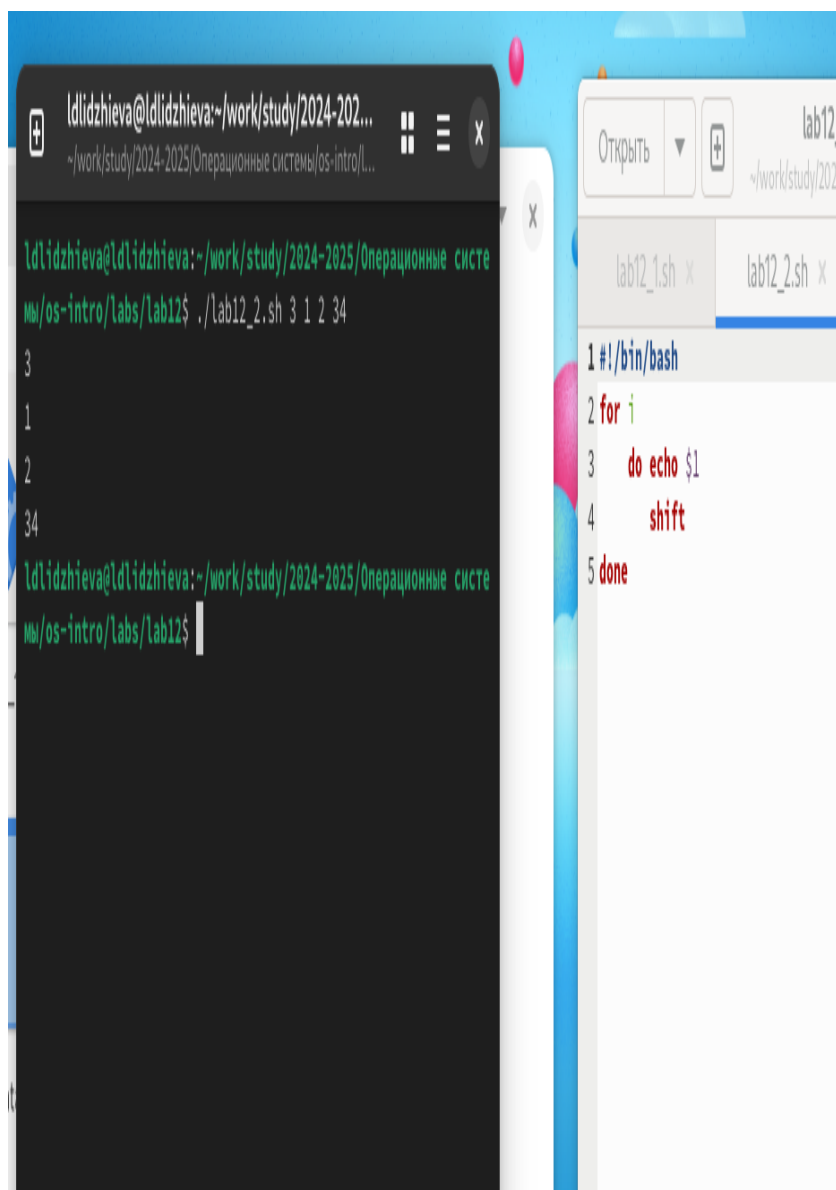 ldlidzhieva@ldlidzhieva:~/work/study/2024-202...
~/work/study/2024-2025/Операционные системы/os-intro/l...
ldlidzhieva@ldlidzhieva:~/work/study/2024-2025/Операционные систе
мы/os-intro/labs/lab12$ ./lab12_2.sh 3 1 2 34
3
1
2
34
ldlidzhieva@ldlidzhieva:~/work/study/2024-2025/Операционные систе
мы/os-intro/labs/lab12$
Открыть
lab12_
~/work/study/202
lab12_1.sh ×
lab12_2.sh ×
1 #!/bin/bash
2 for i
3 do echo $1
4 shift
5 done